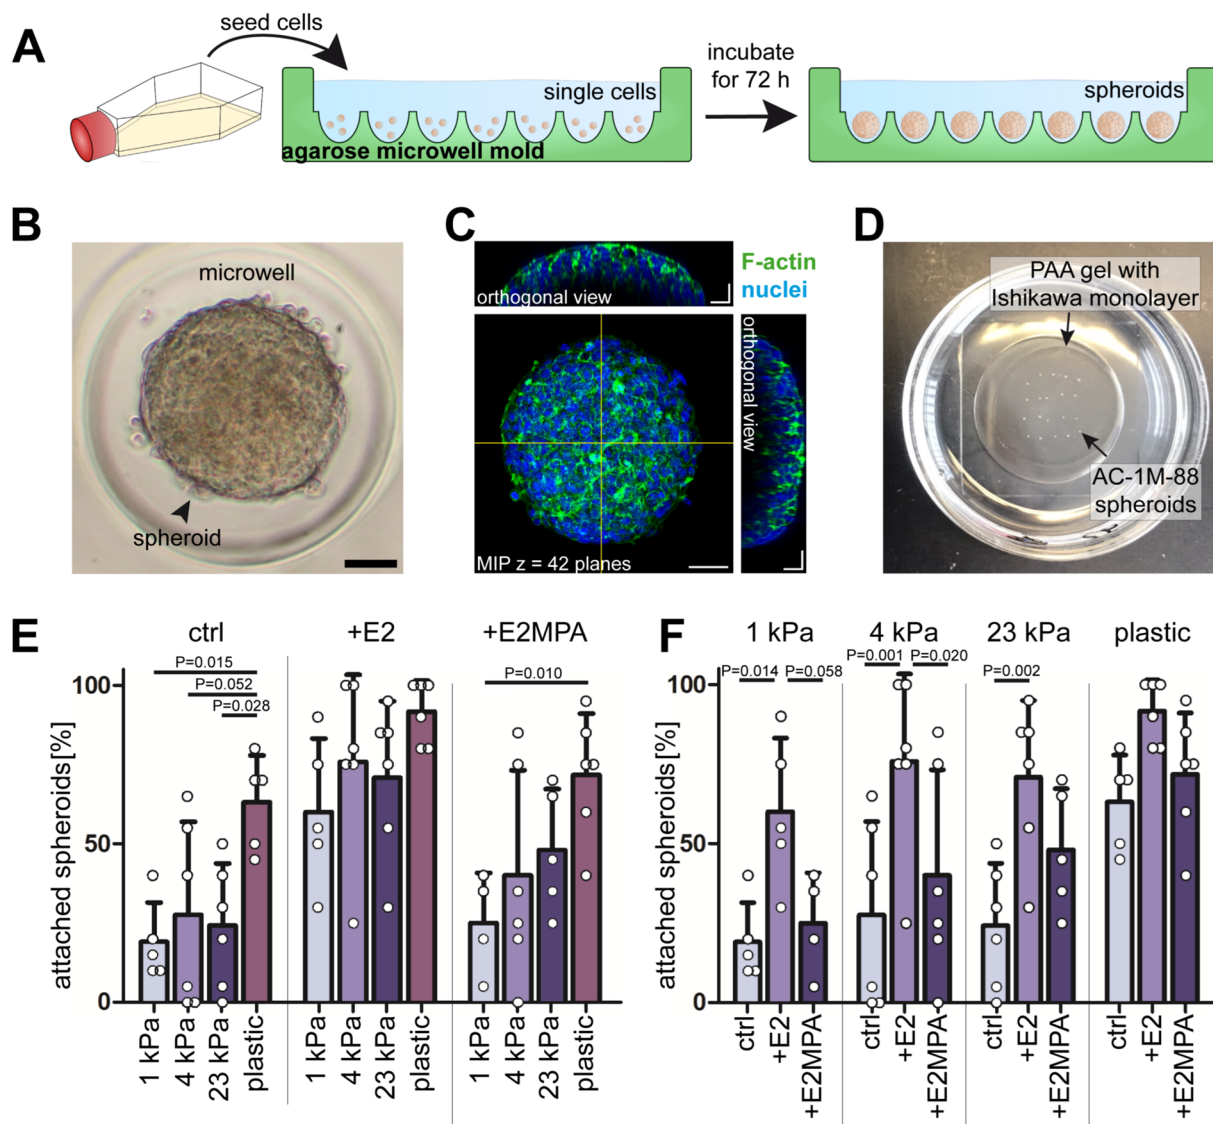 A
seed cells
single cells
agarose microwell mold
incubate
for 72 h
spheroids
B
microwell
spheroid
C
orthogonal view
F-actin
nuclei
orthogonal view
MIP z = 42 planes
D
PAA gel with
Ishikawa monolayer
AC-1M-88
spheroids
E
ctrl
+E2
+E2MPA
P=0.015
P=0.052
P=0.028
P=0.010
attached spheroids [%]
100
50
0
1 kPa
4 kPa
23 kPa
plastic
1 kPa
4 kPa
23 kPa
plastic
1 kPa
4 kPa
23 kPa
plastic
F
1 kPa
4 kPa
23 kPa
plastic
P=0.014
P=0.058
P=0.001
P=0.020
P=0.002
attached spheroids [%]
100
50
0
ctrl
+E2
+E2MPA
ctrl
+E2
+E2MPA
ctrl
+E2
+E2MPA
ctrl
+E2
+E2MPA